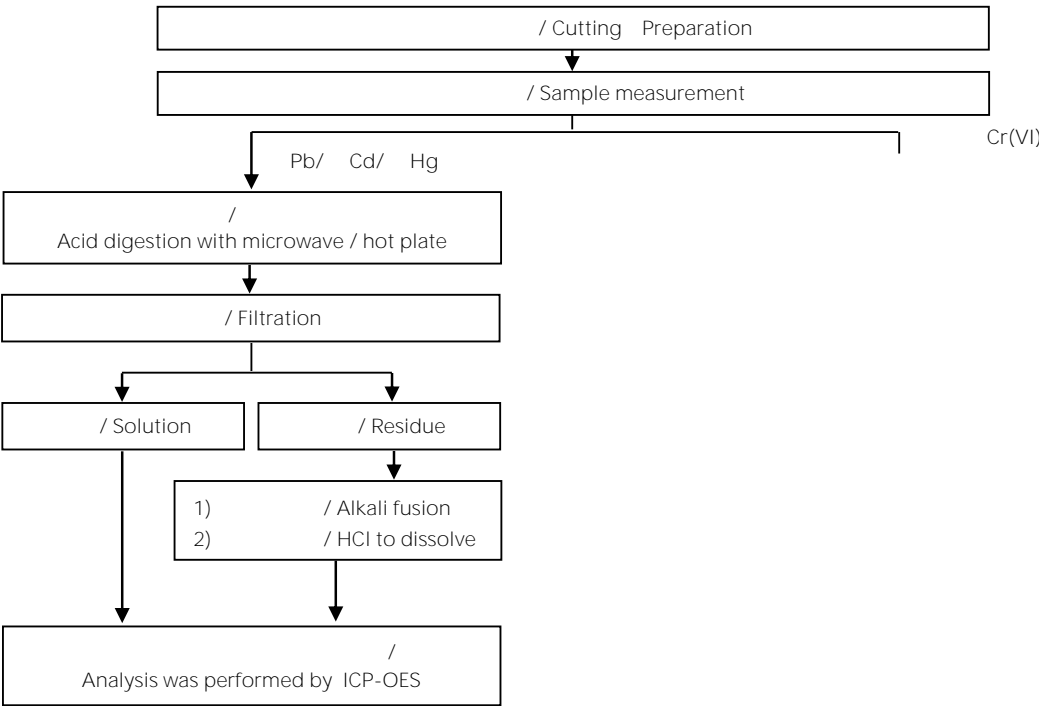 / Cutting Preparation
/ Sample measurement
Cr(VI)
Pb/ Cd/ Hg
/
Acid digestion with microwave / hot plate
/ Filtration
/ Solution
/ Residue
1) / Alkali fusion
2) / HCl to dissolve
/
Analysis was performed by ICP-OES